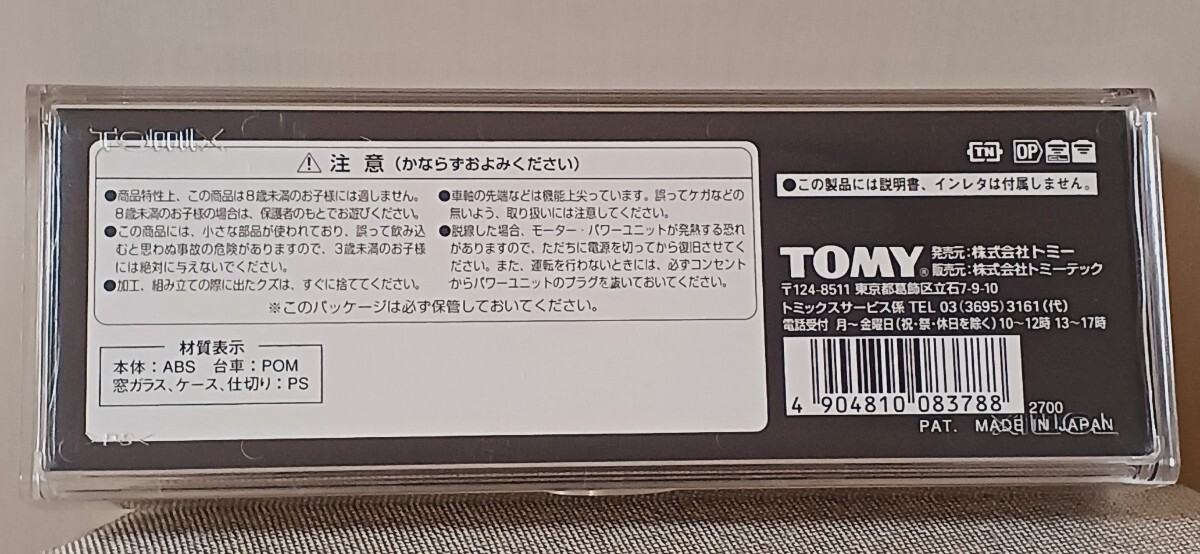 TOMIX
⚠ 注意 (かならずおよみください)
●商品特性上、この商品は8歳未満のお子様には適しません。
8歳未満のお子様の場合は、保護者のもとでお遊びください。
●この商品には、小さな部品が使われており、誤って飲み込
むと思わぬ事故の危険がありますので、3歳未満のお子様
には絶対に与えないでください。
●加工、組み立ての際に出たクズは、すぐに捨ててください。
●車軸の先端などは機能上尖っています。誤ってケガなどの
無いよう、取り扱いには注意してください。
●脱線した場合、モーター・パワーユニットが発熱する恐れ
がありますので、ただちに電源を切ってから復旧させてく
ださい。また、運転を行わないときには、必ずコンセント
からパワーユニットのプラグを抜いておいてください。
※このパッケージは必ず保管しておいてください。
材質表示
本体:ABS 台車:POM
窓ガラス、ケース、仕切り:PS
TN OP
●この製品には説明書、インレタは付属しません。
TOMY® 発売元:株式会社トミー
販売元:株式会社トミーテック
〒124-8511 東京都葛飾区立石7-9-10
トミックスサービス係 TEL 03(3695)3161(代)
電話受付 月〜金曜日(祝・祭・休日を除く)10〜12時 13〜17時
4 904810 083788
2700
PAT. MADE IN JAPAN